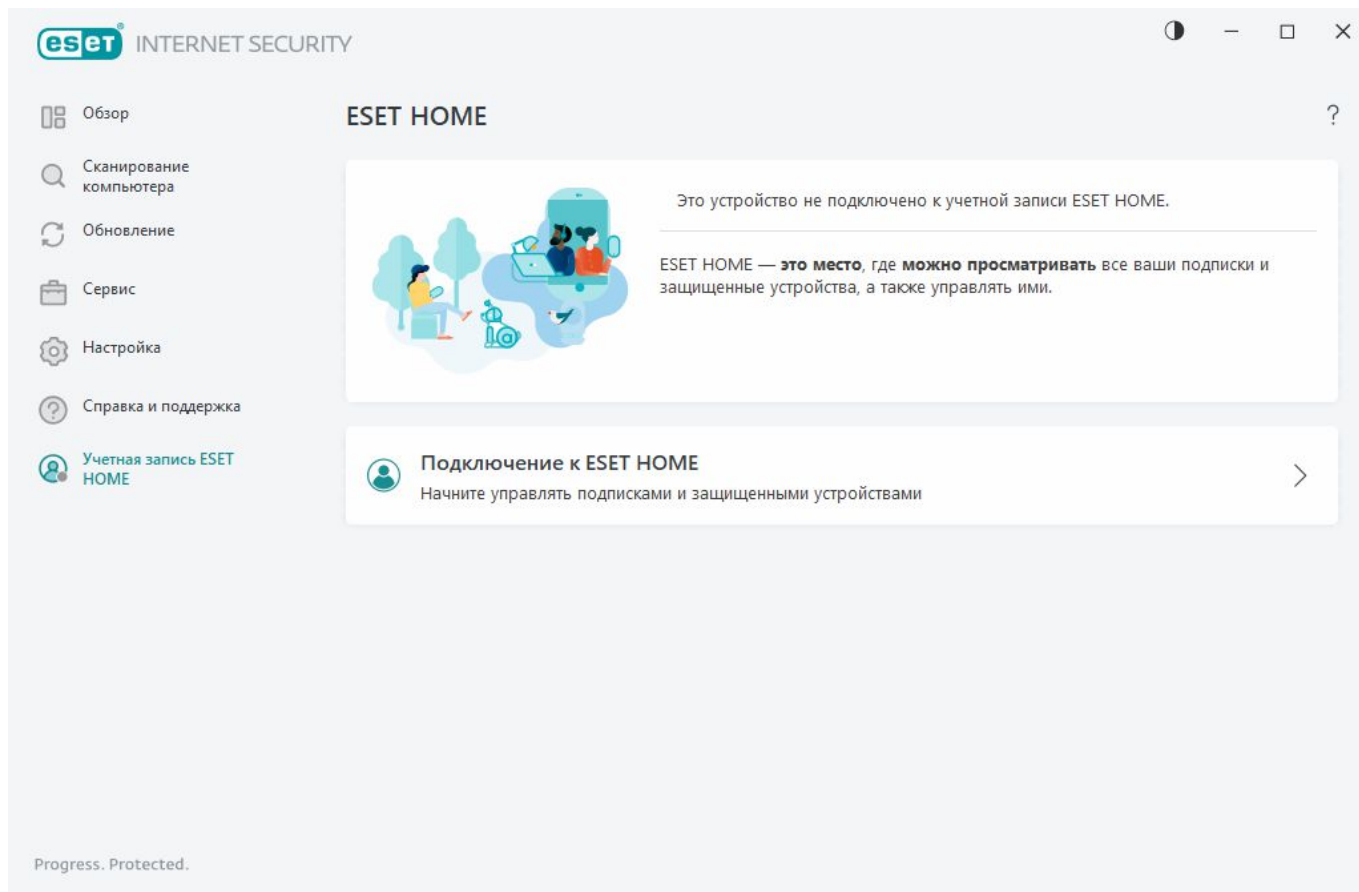 eset® INTERNET SECURITY
Обзор
Сканирование
компьютера
Обновление
Сервис
Настройка
Справка и поддержка
Учетная запись ESET
HOME
ESET HOME
?
Это устройство не подключено к учетной записи ESET HOME.
ESET HOME — это место, где можно просматривать все ваши подписки и
защищенные устройства, а также управлять ими.
Подключение к ESET HOME
Начните управлять подписками и защищенными устройствами
Progress. Protected.